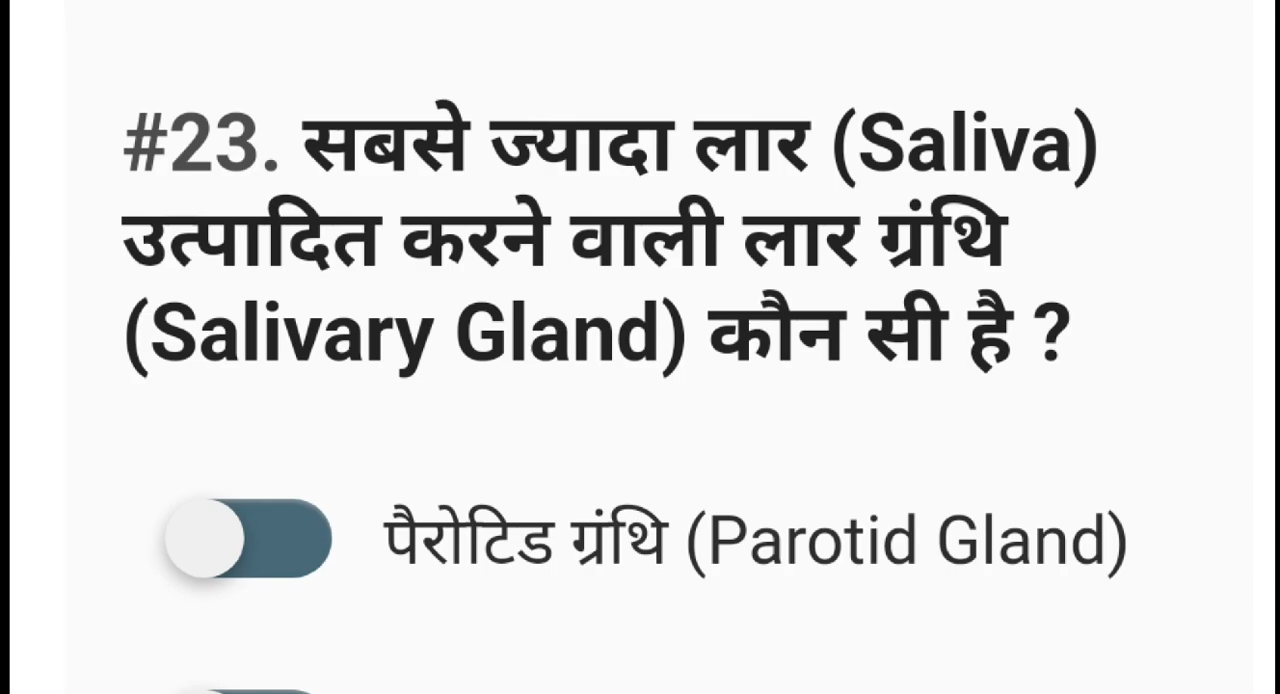 #23. सबसे ज्यादा लार (Saliva)
उत्पादित करने वाली लार ग्रंथि
(Salivary Gland) कौन सी है ?
पैरोटिड ग्रंथि (Parotid Gland)